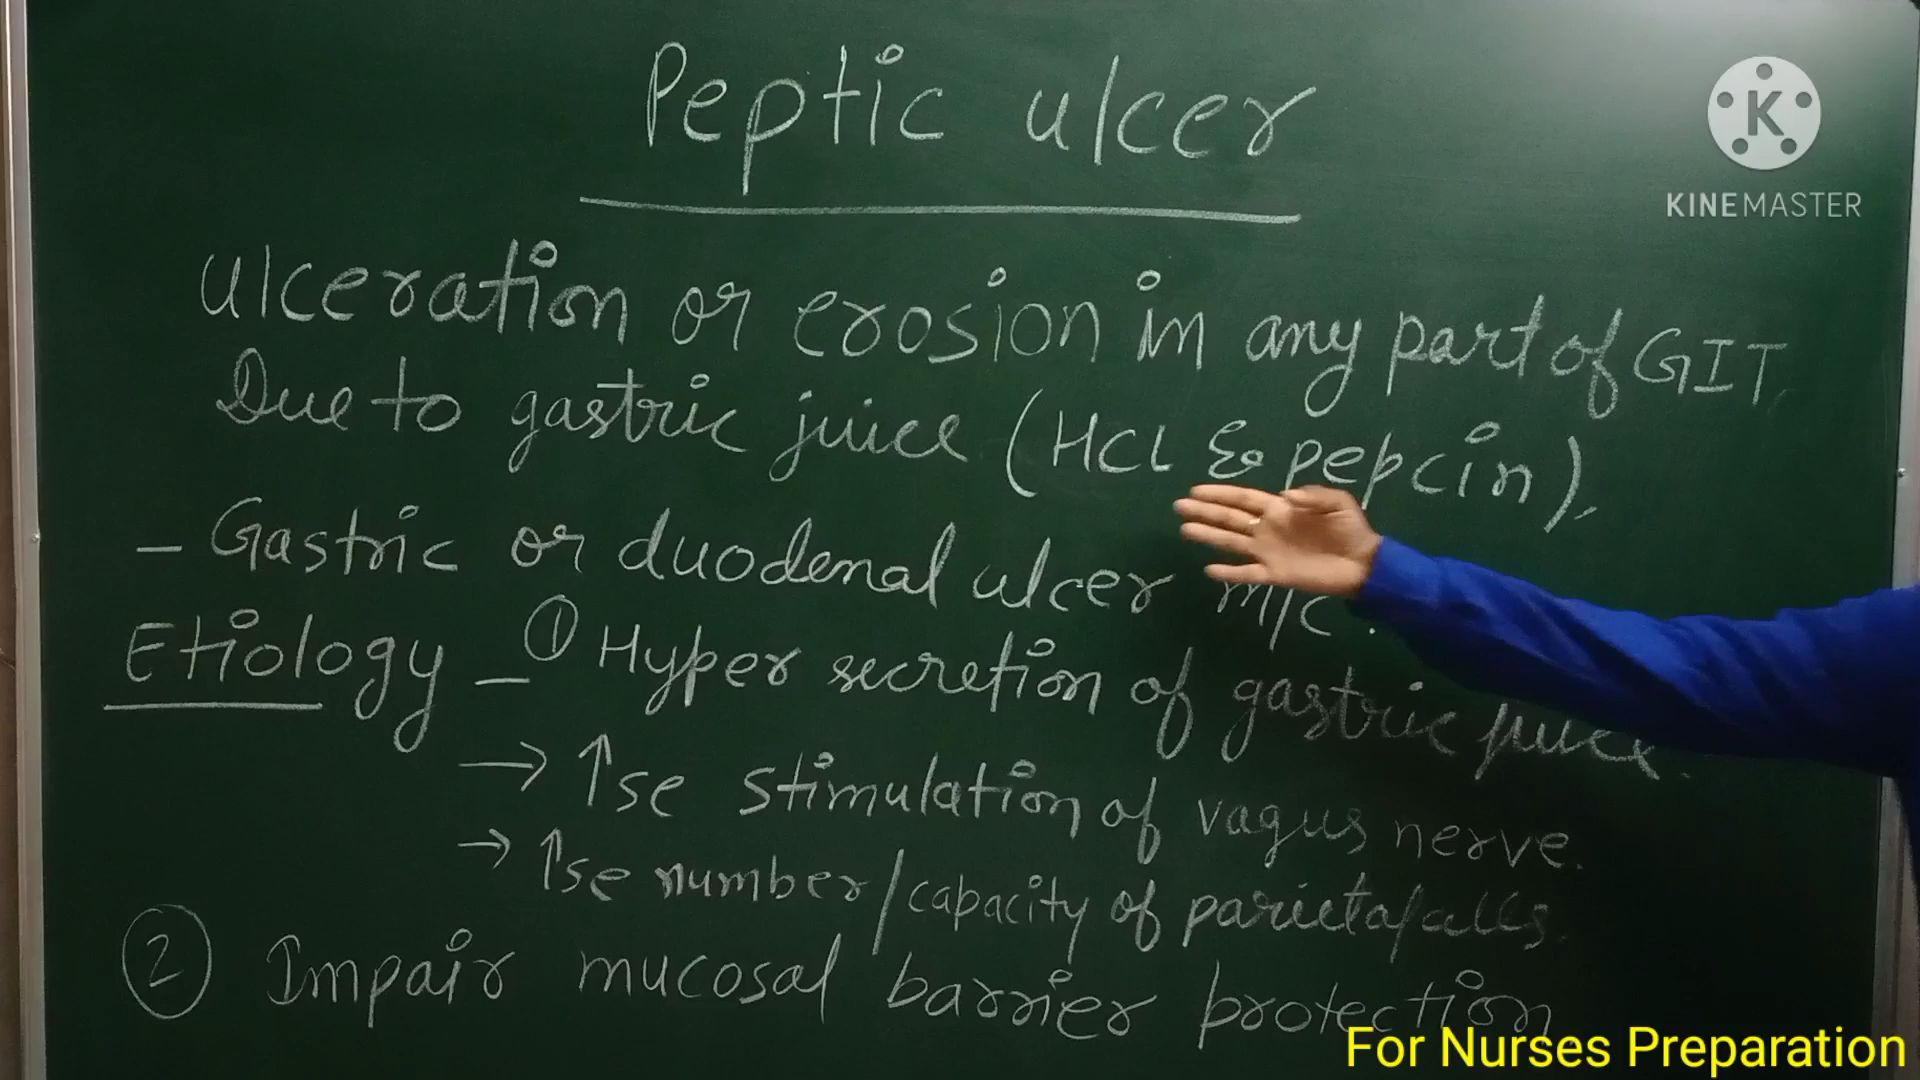 Peptic ulcer
KINEMASTER
Ulceration or erosion in any part of GIT,
Due to gastric juice (HCL & pepcin),
- Gastric or duodenal ulcer m/c.
Etiology - ① Hyper secretion of gastric juice.
→ ↑se stimulation of vagus nerve.
→ ↑se number/capacity of parietal cells.
② Impair mucosal barrier protection
For Nurses Preparation